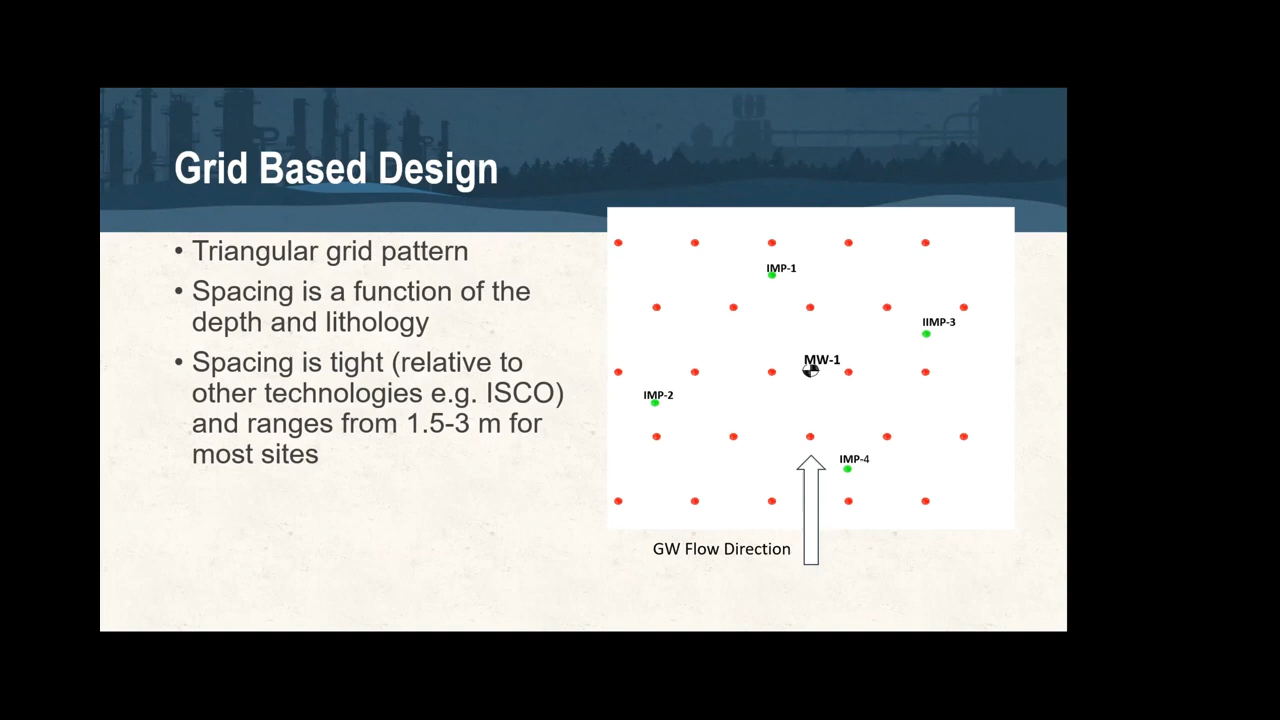 Grid Based Design
• Triangular grid pattern
• Spacing is a function of the
depth and lithology
• Spacing is tight (relative to
other technologies e.g. ISCO)
and ranges from 1.5-3 m for
most sites
IMP-1
IIMP-3
MW-1
IMP-2
IMP-4
GW Flow Direction